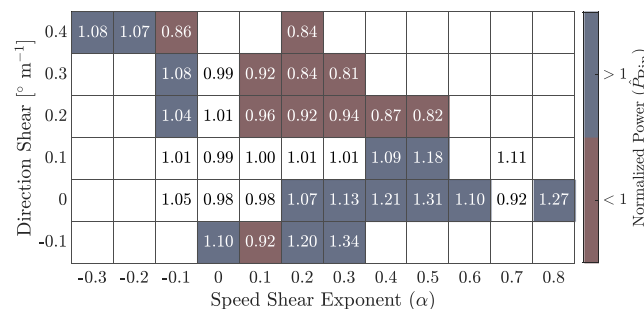 0.4 1.08 1.07 0.86 0.84
0.3 1.08 0.99 0.92 0.84 0.81
0.2 1.04 1.01 0.96 0.92 0.94 0.87 0.82
0.1 1.01 0.99 1.00 1.01 1.01 1.09 1.18 1.11
0 1.05 0.98 0.98 1.07 1.13 1.21 1.31 1.10 0.92 1.27
-0.1 1.10 0.92 1.20 1.34
-0.3 -0.2 -0.1 0 0.1 0.2 0.3 0.4 0.5 0.6 0.7 0.8
Speed Shear Exponent (α)
Direction Shear [° m⁻¹]
> 1
< 1
Normalized Power (P̂Bin)